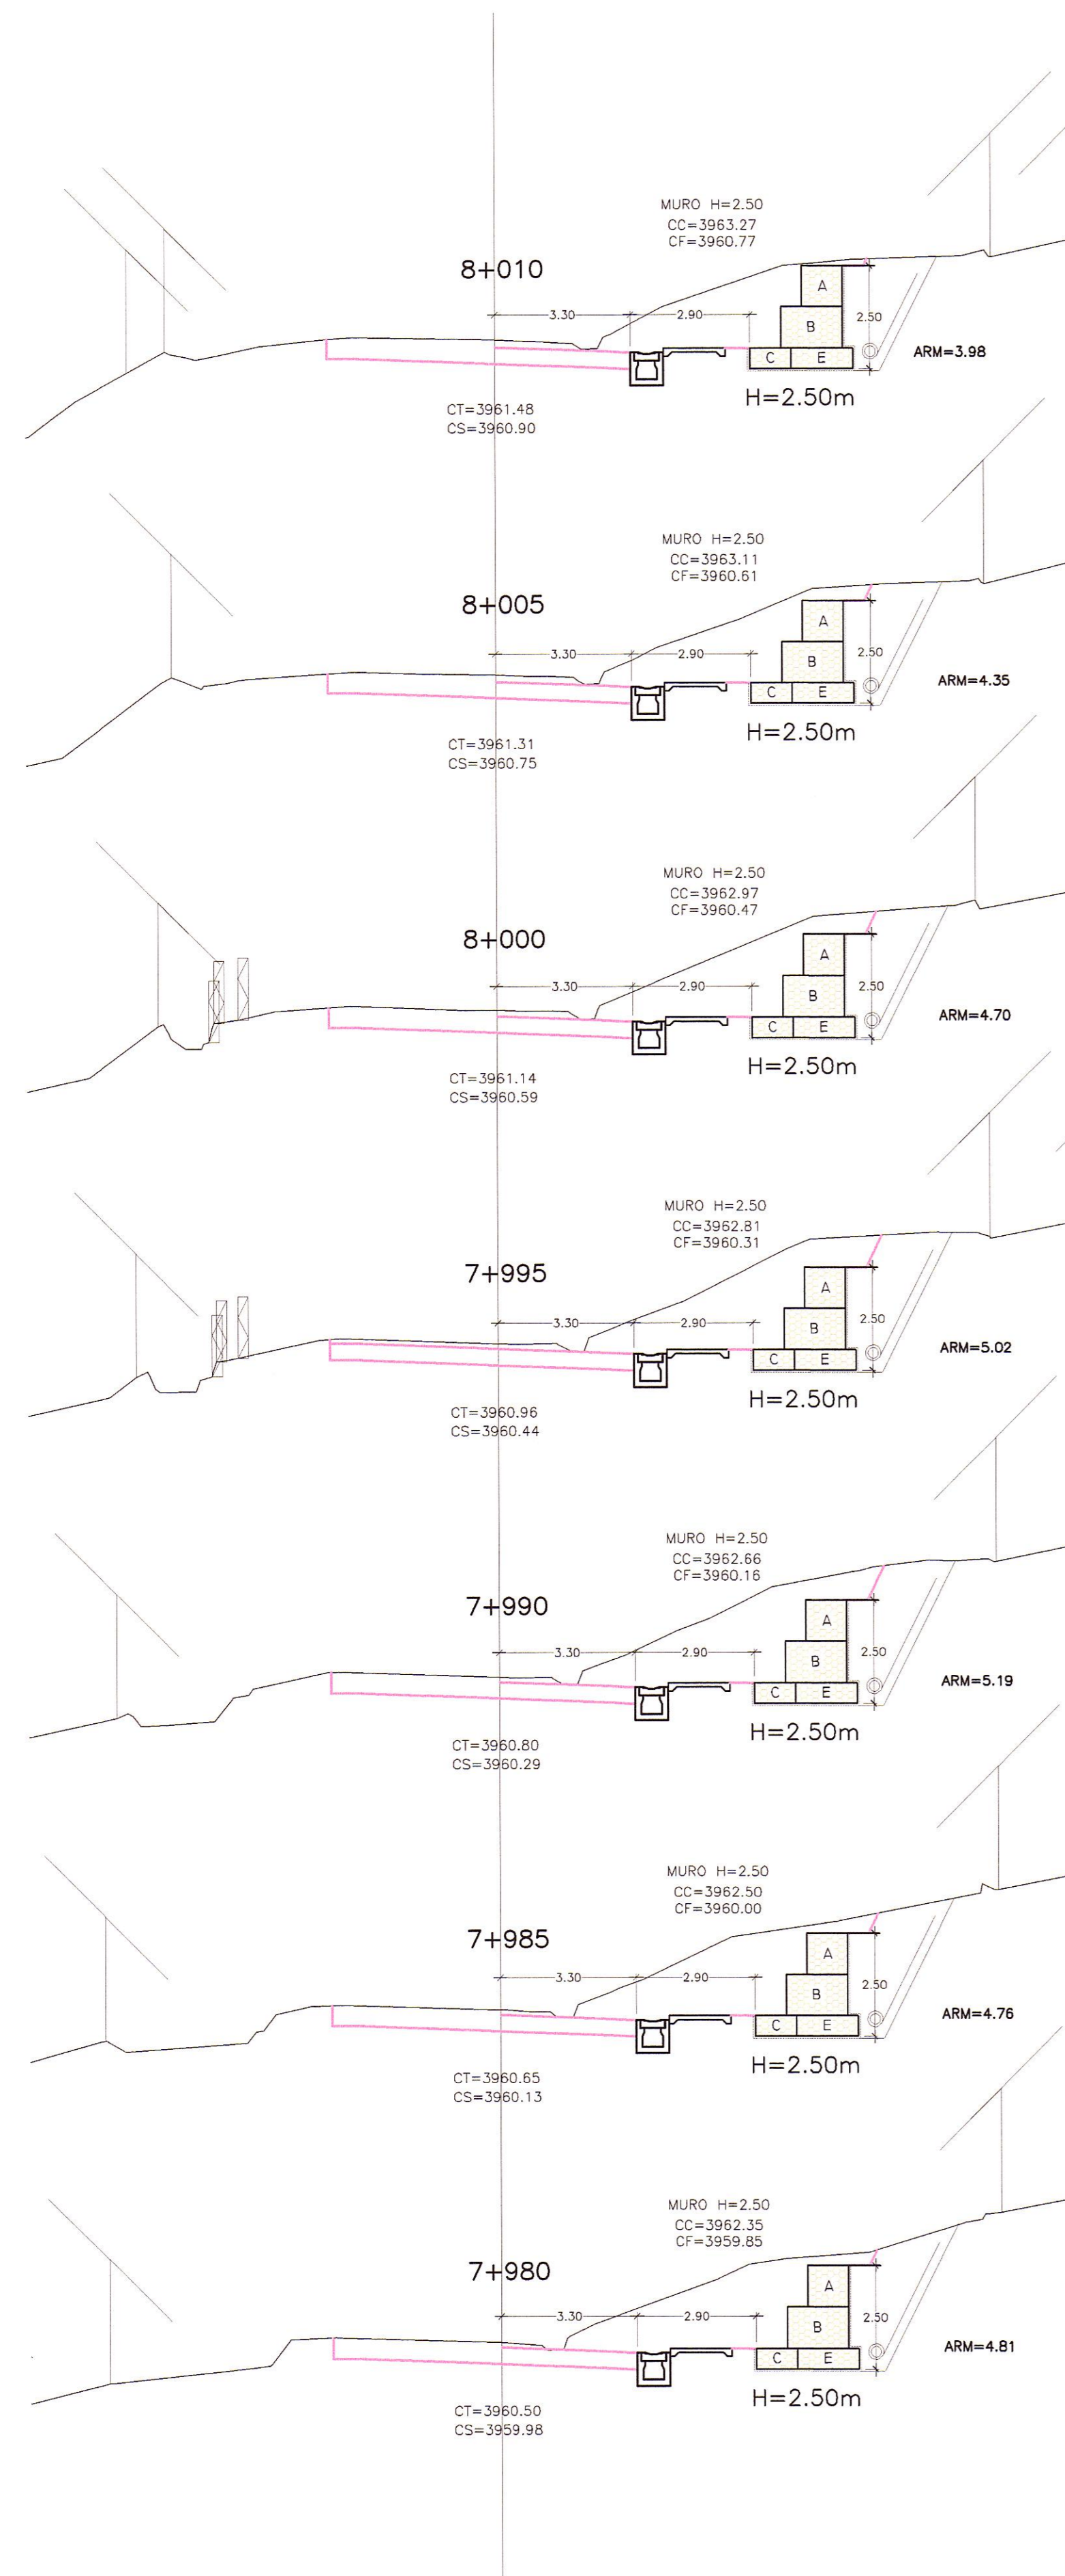 MURO H=2.50
CC=3963.27
CF=3960.77
8+010
3.30
2.90
A
B
C
E
2.50
ARM=3.98
H=2.50m
CT=3961.48
CS=3960.90
MURO H=2.50
CC=3963.11
CF=3960.61
8+005
3.30
2.90
A
B
C
E
2.50
ARM=4.35
H=2.50m
CT=3961.31
CS=3960.75
MURO H=2.50
CC=3962.97
CF=3960.47
8+000
3.30
2.90
A
B
C
E
2.50
ARM=4.70
H=2.50m
CT=3961.14
CS=3960.59
MURO H=2.50
CC=3962.81
CF=3960.31
7+995
3.30
2.90
A
B
C
E
2.50
ARM=5.02
H=2.50m
CT=3960.96
CS=3960.44
MURO H=2.50
CC=3962.66
CF=3960.16
7+990
3.30
2.90
A
B
C
E
2.50
ARM=5.19
H=2.50m
CT=3960.80
CS=3960.29
MURO H=2.50
CC=3962.50
CF=3960.00
7+985
3.30
2.90
A
B
C
E
2.50
ARM=4.76
H=2.50m
CT=3960.65
CS=3960.13
MURO H=2.50
CC=3962.35
CF=3959.85
7+980
3.30
2.90
A
B
C
E
2.50
ARM=4.81
H=2.50m
CT=3960.50
CS=3959.98